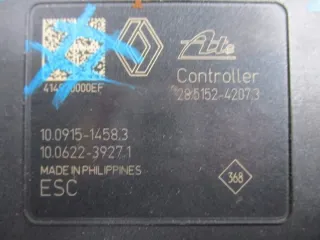 Ate
Controller
28.5152-4207.3
10.0915-1458.3
10.0622-3927.1
MADE IN PHILIPPINES
ESC
368